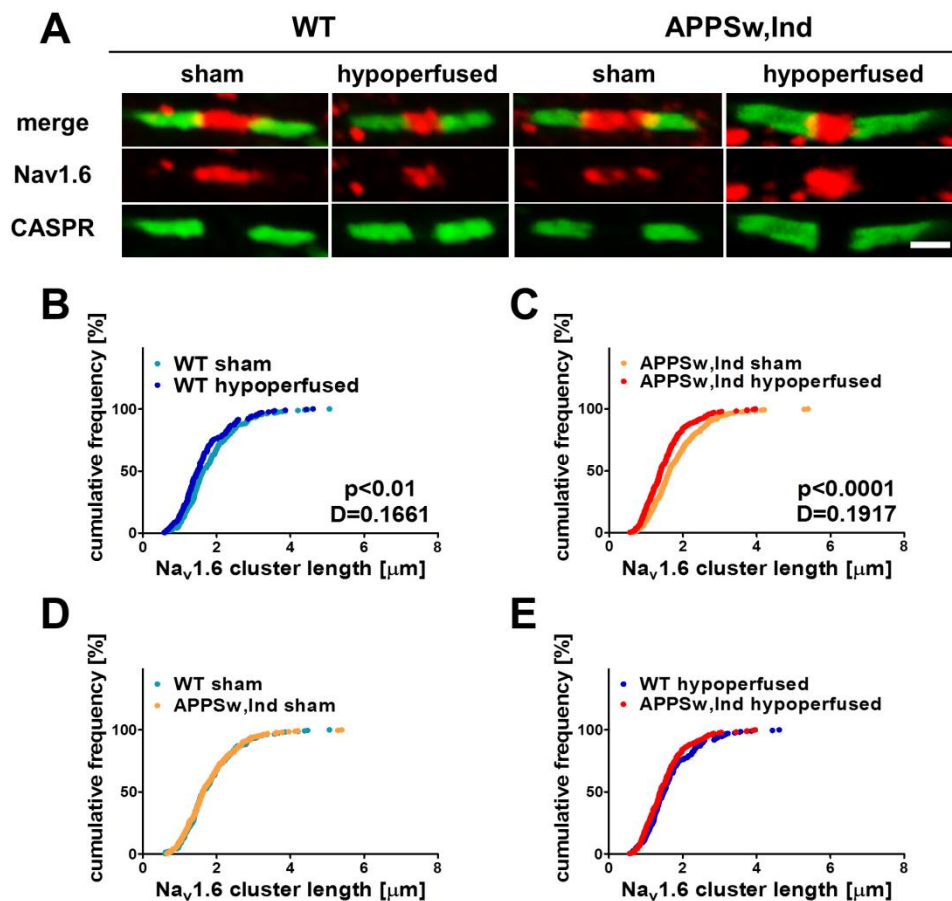 A
WT APPSw,Ind
sham hypoperfused sham hypoperfused
merge
Nav1.6
CASPR
B
cumulative frequency [%]
WT sham
WT hypoperfused
100
50
0
p<0.01
D=0.1661
0 2 4 6 8
Naᵥ1.6 cluster length [μm]
C
cumulative frequency [%]
APPSw,Ind sham
APPSw,Ind hypoperfused
100
50
0
p<0.0001
D=0.1917
0 2 4 6 8
Naᵥ1.6 cluster length [μm]
D
cumulative frequency [%]
WT sham
APPSw,Ind sham
100
50
0
0 2 4 6 8
Naᵥ1.6 cluster length [μm]
E
cumulative frequency [%]
WT hypoperfused
APPSw,Ind hypoperfused
100
50
0
0 2 4 6 8
Naᵥ1.6 cluster length [μm]